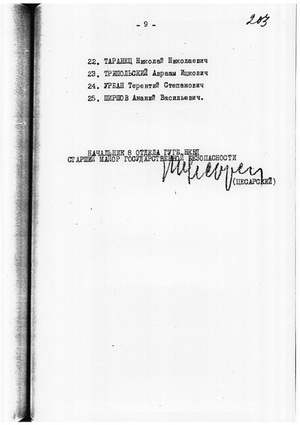 - 9 -
203
22. ТАРАНЕЦ Николай Николаевич
23. ТРИПОЛЬСКИЙ Авраам Ицкович
24. УРБАН Терентий Степанович
25. ШИРШОВ Ананий Васильевич.
НАЧАЛЬНИК 8 ОТДЕЛА ГУГБ НКВД
СТАРШИЙ МАЙОР ГОСУДАРСТВЕННОЙ БЕЗОПАСНОСТИ
(ЦЕСАРСКИЙ)